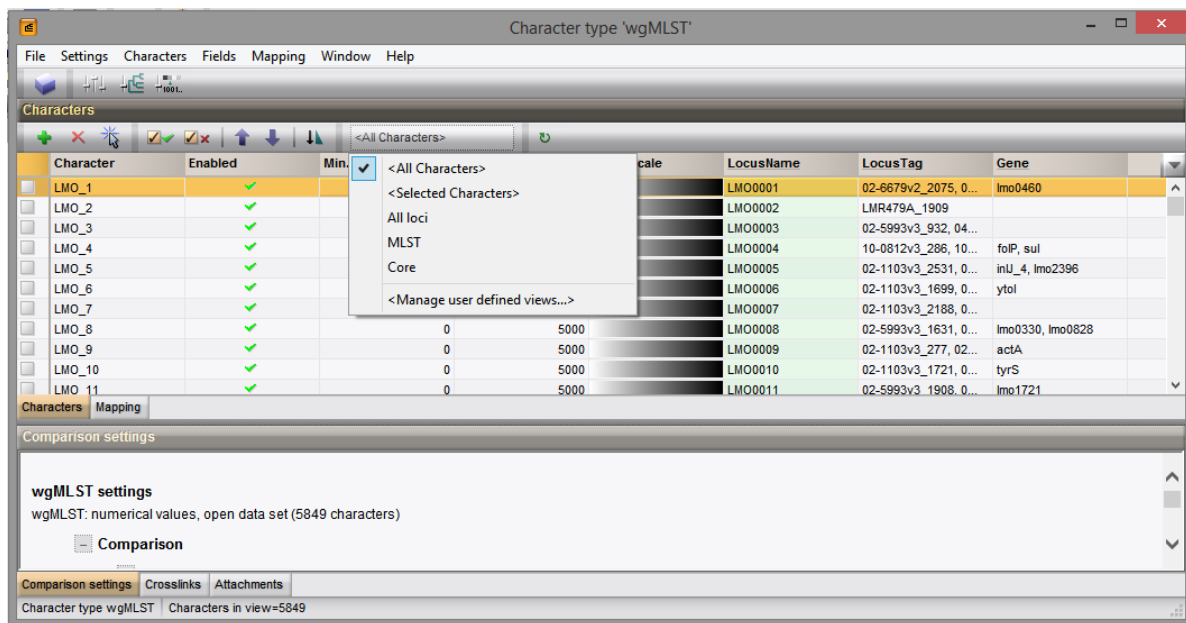 Character type 'wgMLST'
File Settings Characters Fields Mapping Window Help
Characters
<All Characters>
Character Enabled Min. cale LocusName LocusTag Gene
<All Characters>
<Selected Characters>
All loci
MLST
Core
<Manage user defined views...>
LMO_1 LMO0001 02-6679v2_2075, 0... lmo0460
LMO_2 LMO0002 LMR479A_1909
LMO_3 LMO0003 02-5993v3_932, 04...
LMO_4 LMO0004 10-0812v3_286, 10... folP, sul
LMO_5 LMO0005 02-1103v3_2531, 0... inlJ_4, lmo2396
LMO_6 LMO0006 02-1103v3_1699, 0... ytol
LMO_7 LMO0007 02-1103v3_2188, 0...
LMO_8 0 5000 LMO0008 02-5993v3_1631, 0... lmo0330, lmo0828
LMO_9 0 5000 LMO0009 02-1103v3_277, 02... actA
LMO_10 0 5000 LMO0010 02-1103v3_1721, 0... tyrS
LMO_11 0 5000 LMO0011 02-5993v3_1908, 0... lmo1721
Characters Mapping
Comparison settings
wgMLST settings
wgMLST: numerical values, open data set (5849 characters)
Comparison
Comparison settings Crosslinks Attachments
Character type wgMLST Characters in view=5849